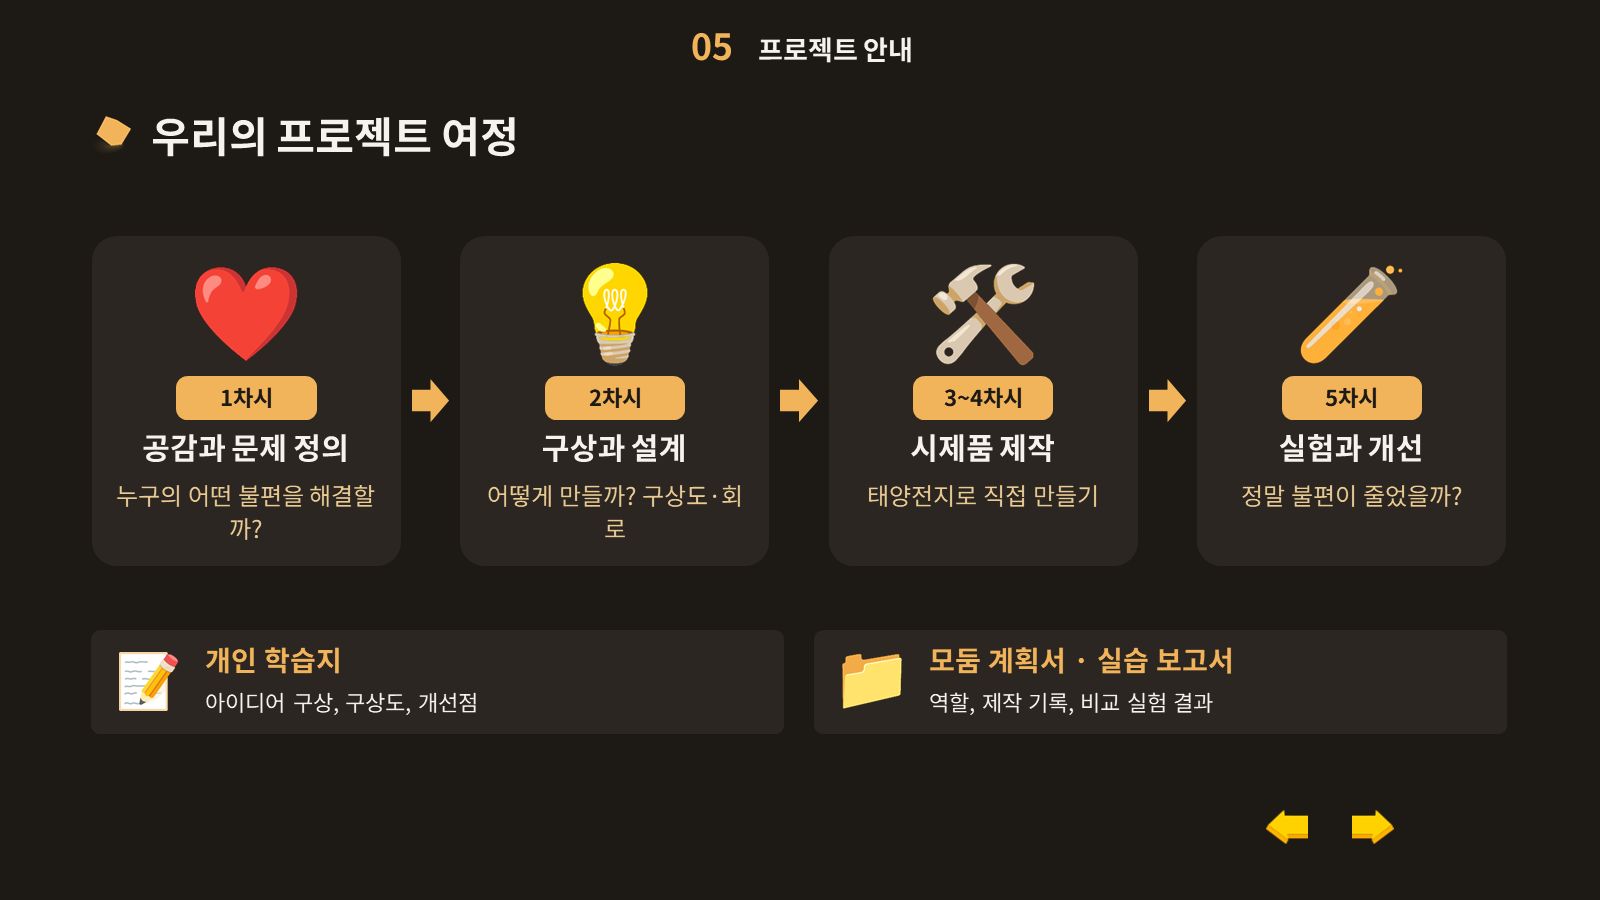 05 프로젝트 안내
우리의 프로젝트 여정
1차시
공감과 문제 정의
누구의 어떤 불편을 해결할
까?
2차시
구상과 설계
어떻게 만들까? 구상도·회
로
3~4차시
시제품 제작
태양전지로 직접 만들기
5차시
실험과 개선
정말 불편이 줄었을까?
개인 학습지
아이디어 구상, 구상도, 개선점
모둠 계획서 · 실습 보고서
역할, 제작 기록, 비교 실험 결과